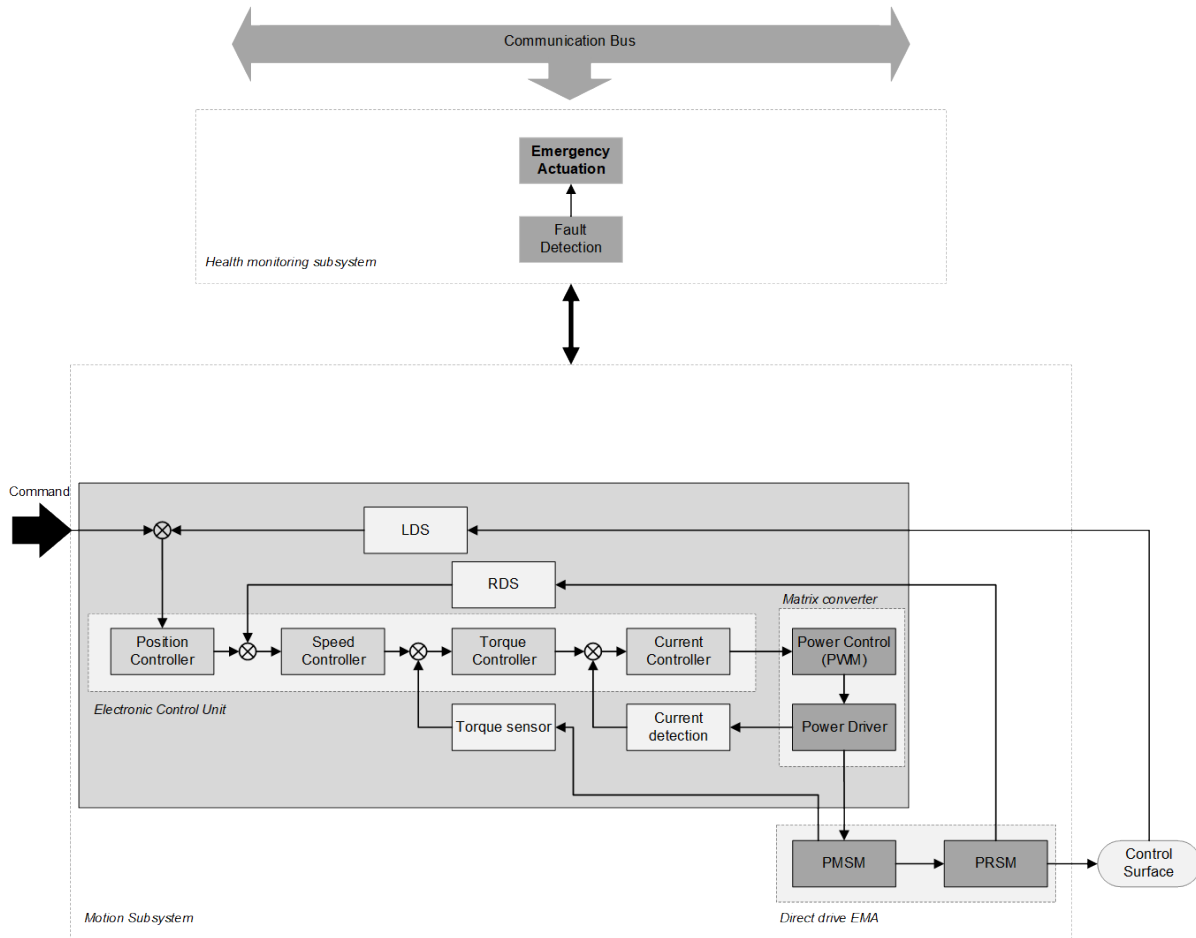 Communication Bus
Emergency
Actuation
Fault
Detection
Health monitoring subsystem
Command
LDS
RDS
Matrix converter
Position
Controller
Speed
Controller
Torque
Controller
Current
Controller
Power Control
(PWM)
Electronic Control Unit
Torque sensor
Current
detection
Power Driver
PMSM
PRSM
Control
Surface
Motion Subsystem
Direct drive EMA